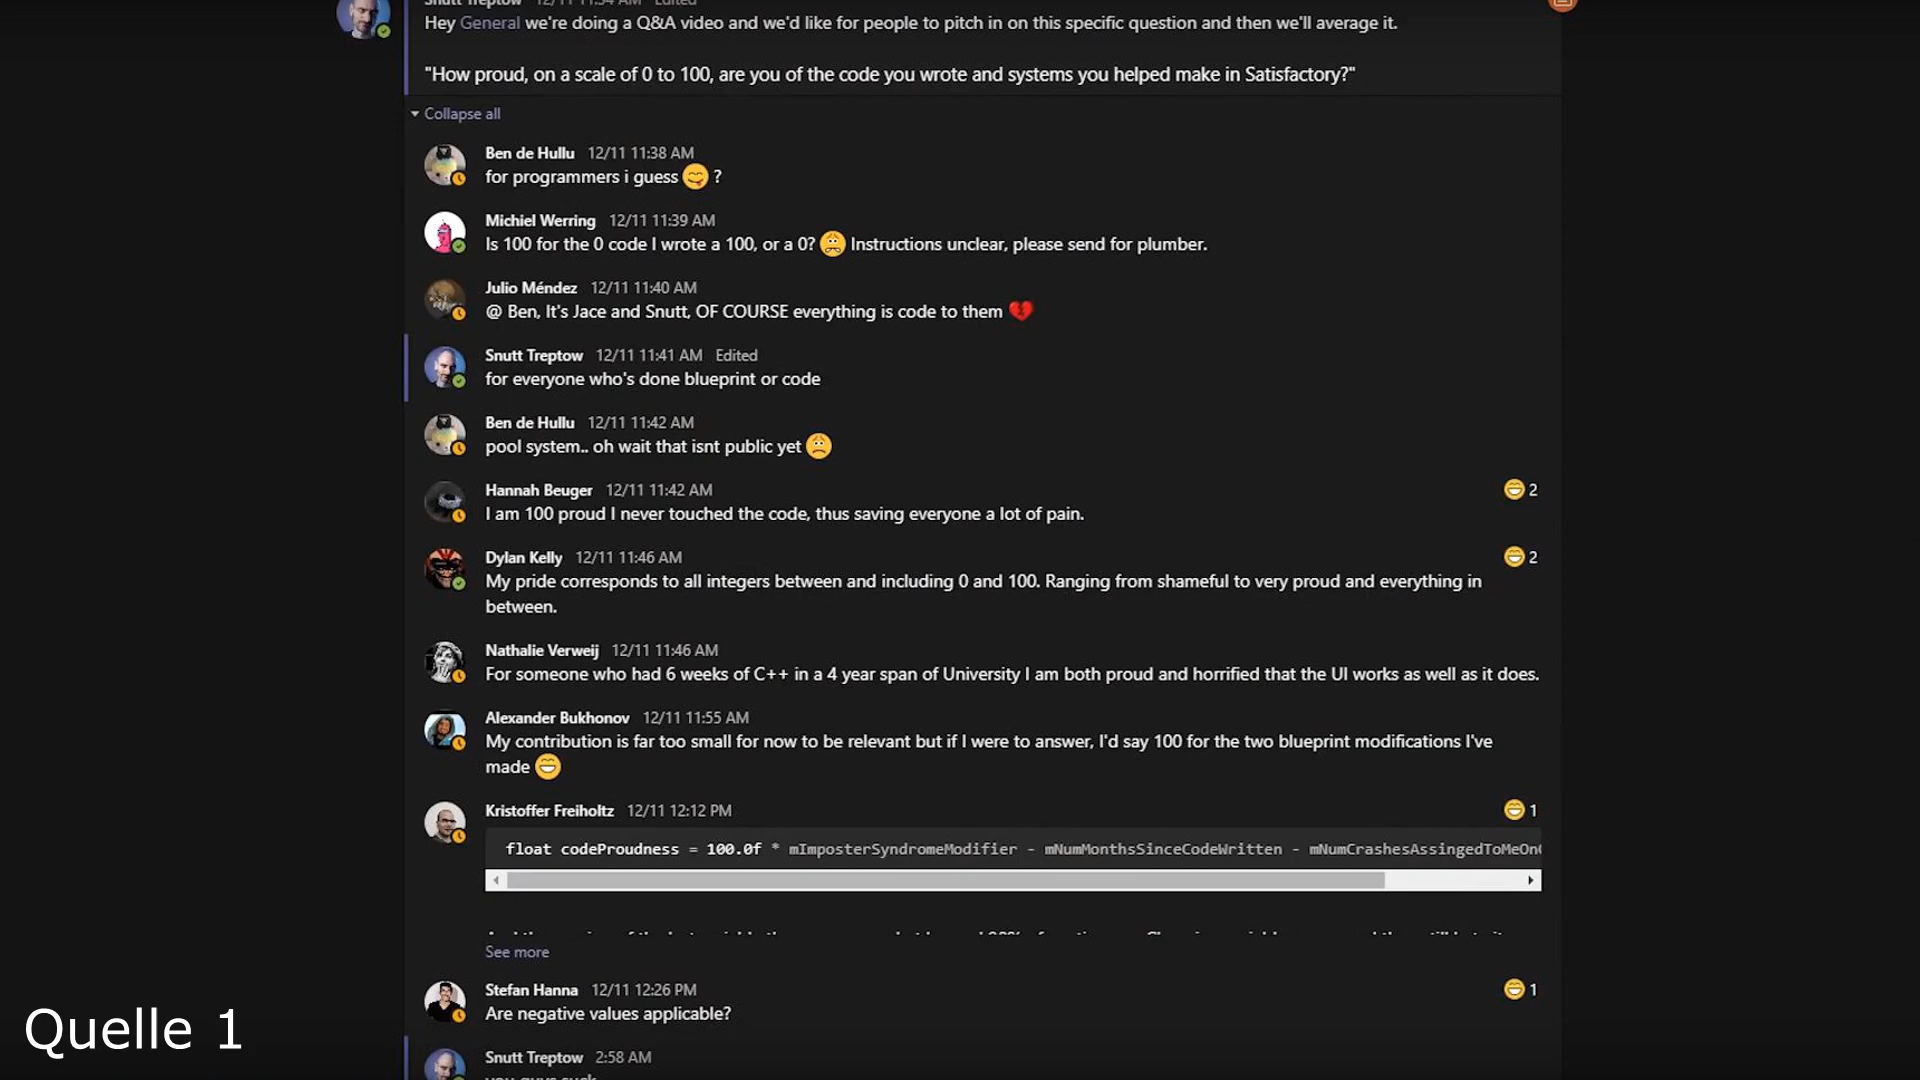 Snutt Treptow 12/11 11:34 AM Edited
Hey General we're doing a Q&A video and we'd like for people to pitch in on this specific question and then we'll average it.
"How proud, on a scale of 0 to 100, are you of the code you wrote and systems you helped make in Satisfactory?"
Collapse all
Ben de Hullu 12/11 11:38 AM
for programmers i guess 😋 ?
Michiel Werring 12/11 11:39 AM
Is 100 for the 0 code I wrote a 100, or a 0? 😟 Instructions unclear, please send for plumber.
Julio Méndez 12/11 11:40 AM
@ Ben, It's Jace and Snutt, OF COURSE everything is code to them 💔
Snutt Treptow 12/11 11:41 AM Edited
for everyone who's done blueprint or code
Ben de Hullu 12/11 11:42 AM
pool system.. oh wait that isnt public yet 🙁
Hannah Beuger 12/11 11:42 AM 😁 2
I am 100 proud I never touched the code, thus saving everyone a lot of pain.
Dylan Kelly 12/11 11:46 AM 😁 2
My pride corresponds to all integers between and including 0 and 100. Ranging from shameful to very proud and everything in
between.
Nathalie Verweij 12/11 11:46 AM
For someone who had 6 weeks of C++ in a 4 year span of University I am both proud and horrified that the UI works as well as it does.
Alexander Bukhonov 12/11 11:55 AM
My contribution is far too small for now to be relevant but if I were to answer, I'd say 100 for the two blueprint modifications I've
made 😁
Kristoffer Freiholtz 12/11 12:12 PM 😁 1
float codeProudness = 100.0f * mImposterSyndromeModifier - mNumMonthsSinceCodeWritten - mNumCrashesAssingedToMeOn
See more
Stefan Hanna 12/11 12:26 PM 😁 1
Are negative values applicable?
Snutt Treptow 2:58 AM
you guys suck
Quelle 1